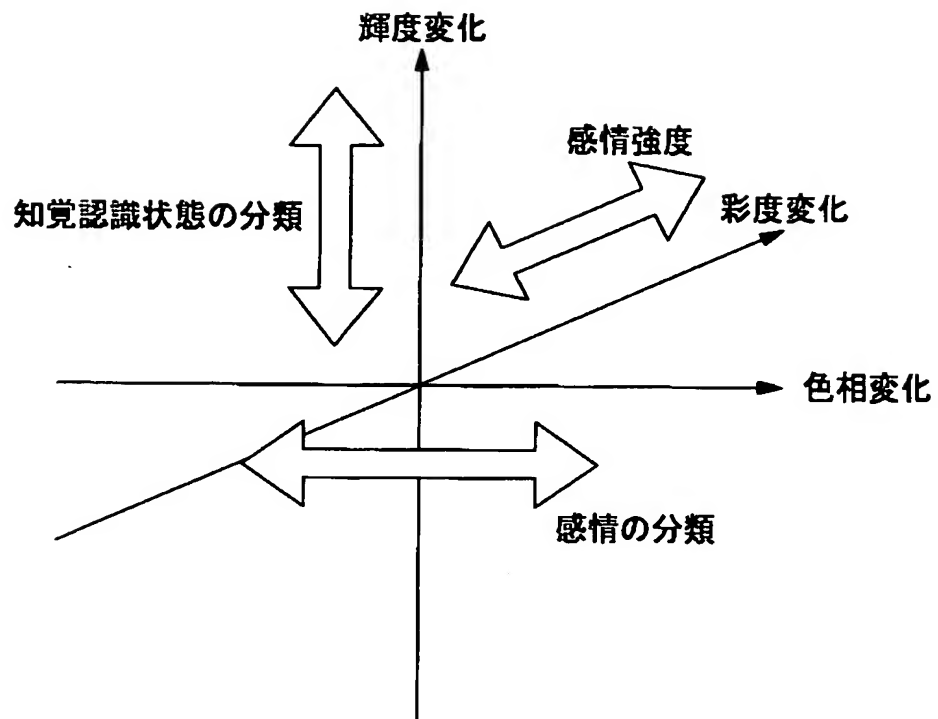 輝度変化
感情強度
知覚認識状態の分類
彩度変化
色相変化
感情の分類